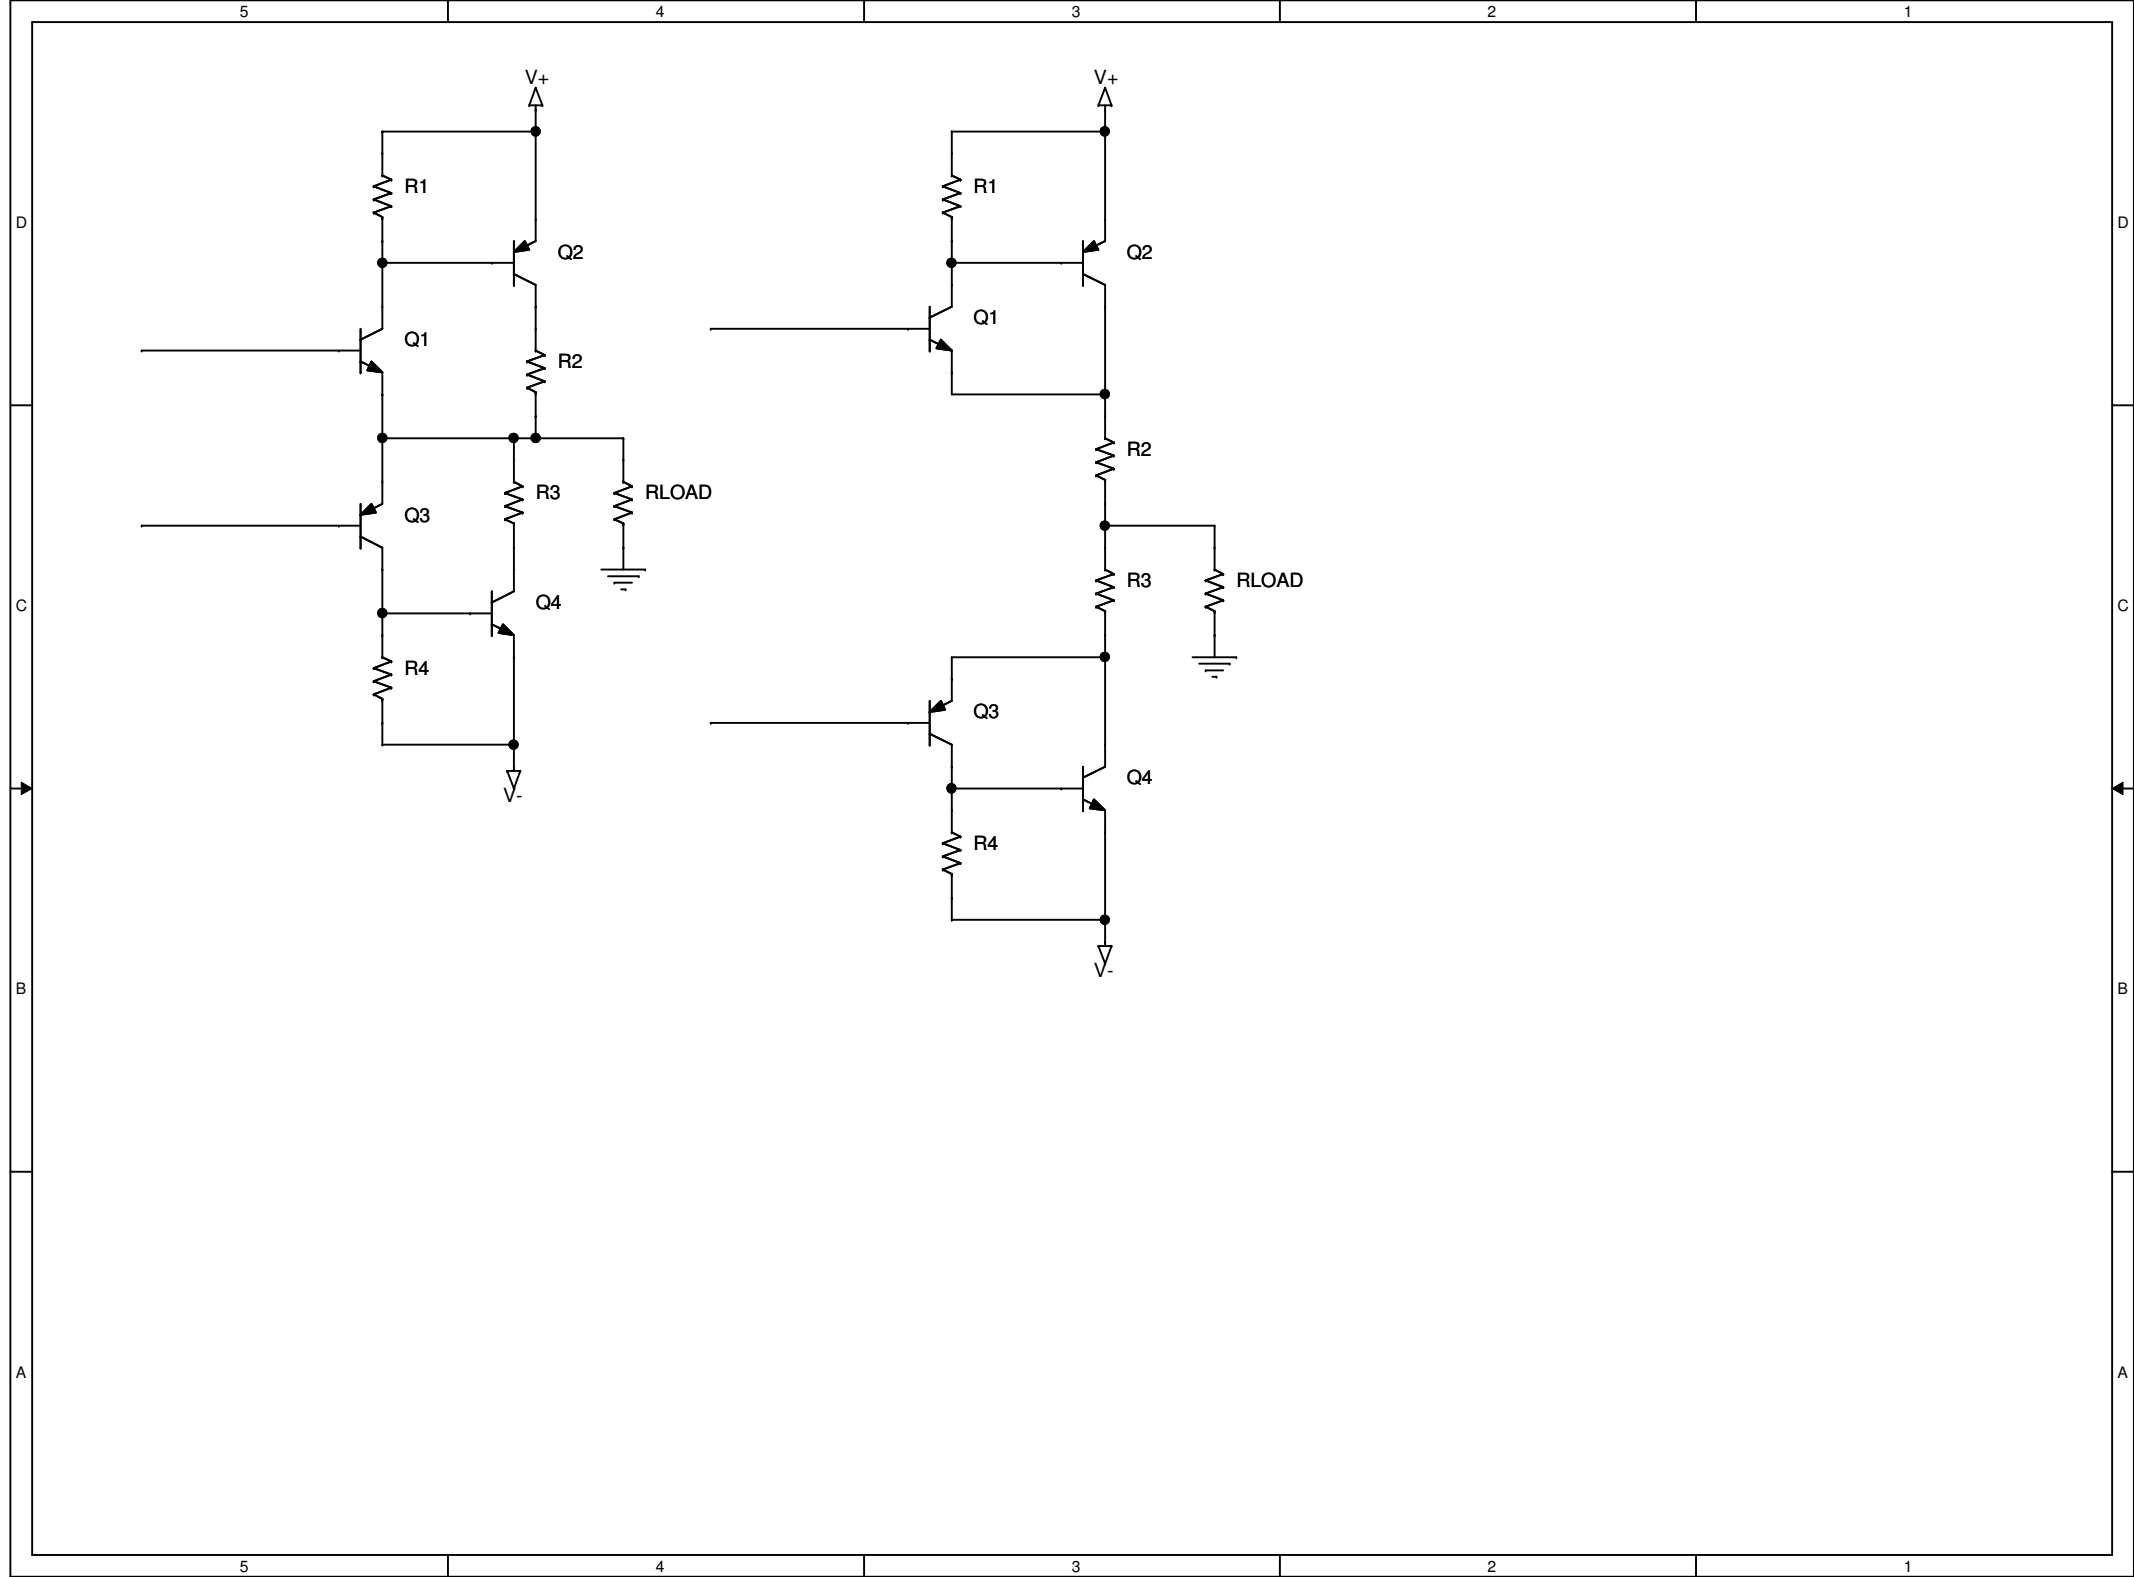 5 4 3 2 1
V+ V+
R1 R1
D D
Q2 Q2
Q1 Q1
R2
R2
R3 RLOAD
Q3
R3 RLOAD
Q4
C C
R4
Q3
Q4
V-
R4
V-
B B
A A
5 4 3 2 1